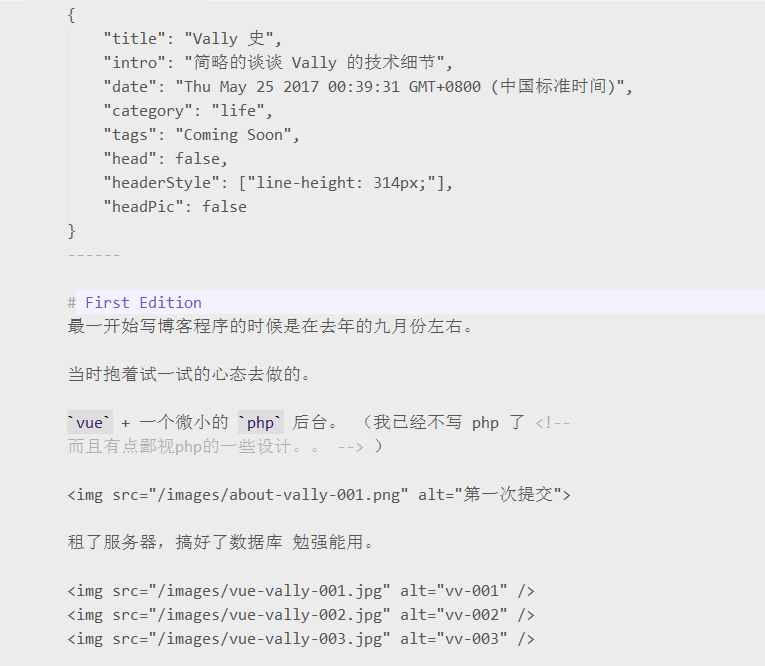 {
    "title": "Vally 史",
    "intro": "简略的谈谈 Vally 的技术细节",
    "date": "Thu May 25 2017 00:39:31 GMT+0800 (中国标准时间)",
    "category": "life",
    "tags": "Coming Soon",
    "head": false,
    "headerStyle": ["line-height: 314px;"],
    "headPic": false
}
------
# First Edition
最一开始写博客程序的时候是在去年的九月份左右。
当时抱着试一试的心态去做的。
`vue` + 一个微小的 `php` 后台。 （我已经不写 php 了 <!--
而且有点鄙视php的一些设计。。 --> ）
<img src="/images/about-vally-001.png" alt="第一次提交">
租了服务器，搞好了数据库 勉强能用。
<img src="/images/vue-vally-001.jpg" alt="vv-001" />
<img src="/images/vue-vally-002.jpg" alt="vv-002" />
<img src="/images/vue-vally-003.jpg" alt="vv-003" />